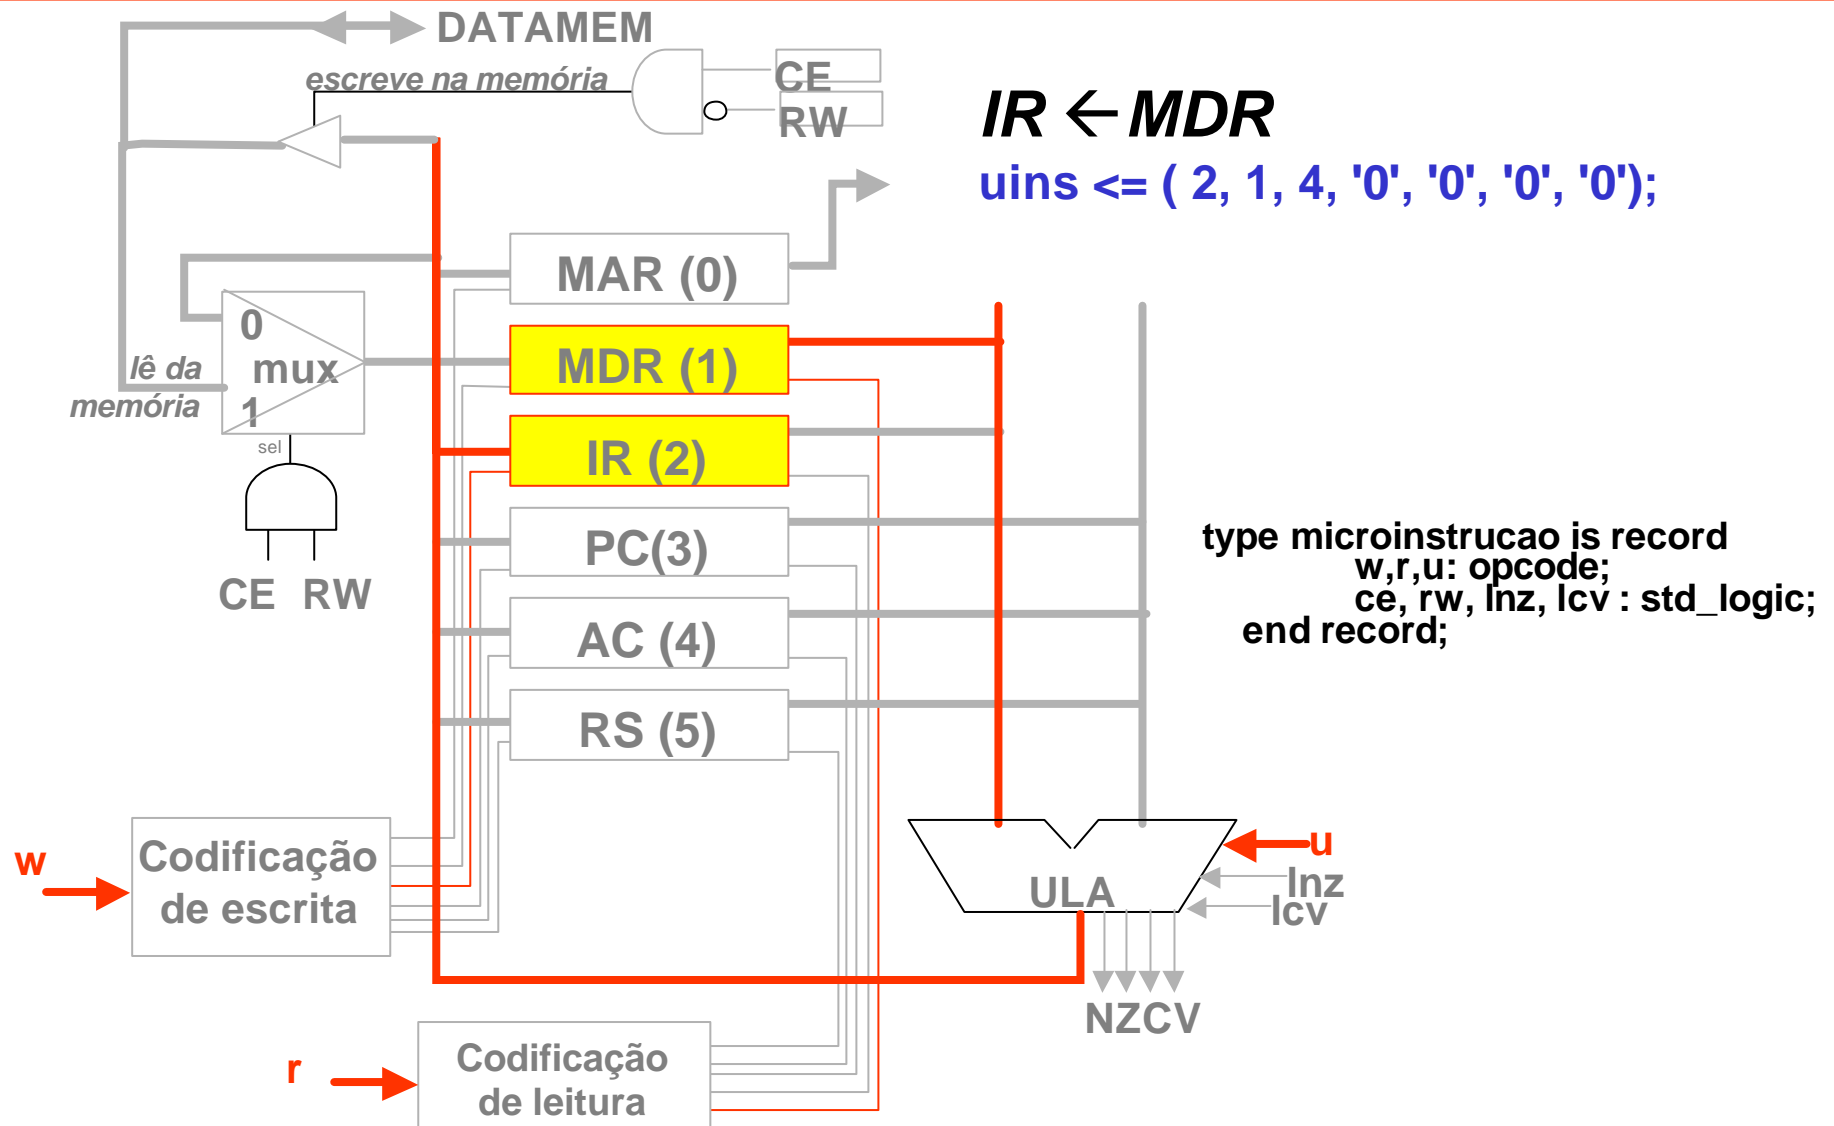 DATAMEM
escreve na memória
CE
RW
IR ← MDR
uins <= ( 2, 1, 4, '0', '0', '0', '0');
MAR (0)
0
mux
1
lê da
memória
sel
CE RW
MDR (1)
IR (2)
PC(3)
AC (4)
RS (5)
type microinstrucao is record
w,r,u: opcode;
ce, rw, lnz, lcv : std_logic;
end record;
w
Codificação
de escrita
u
lnz
lcv
ULA
NZCV
r
Codificação
de leitura